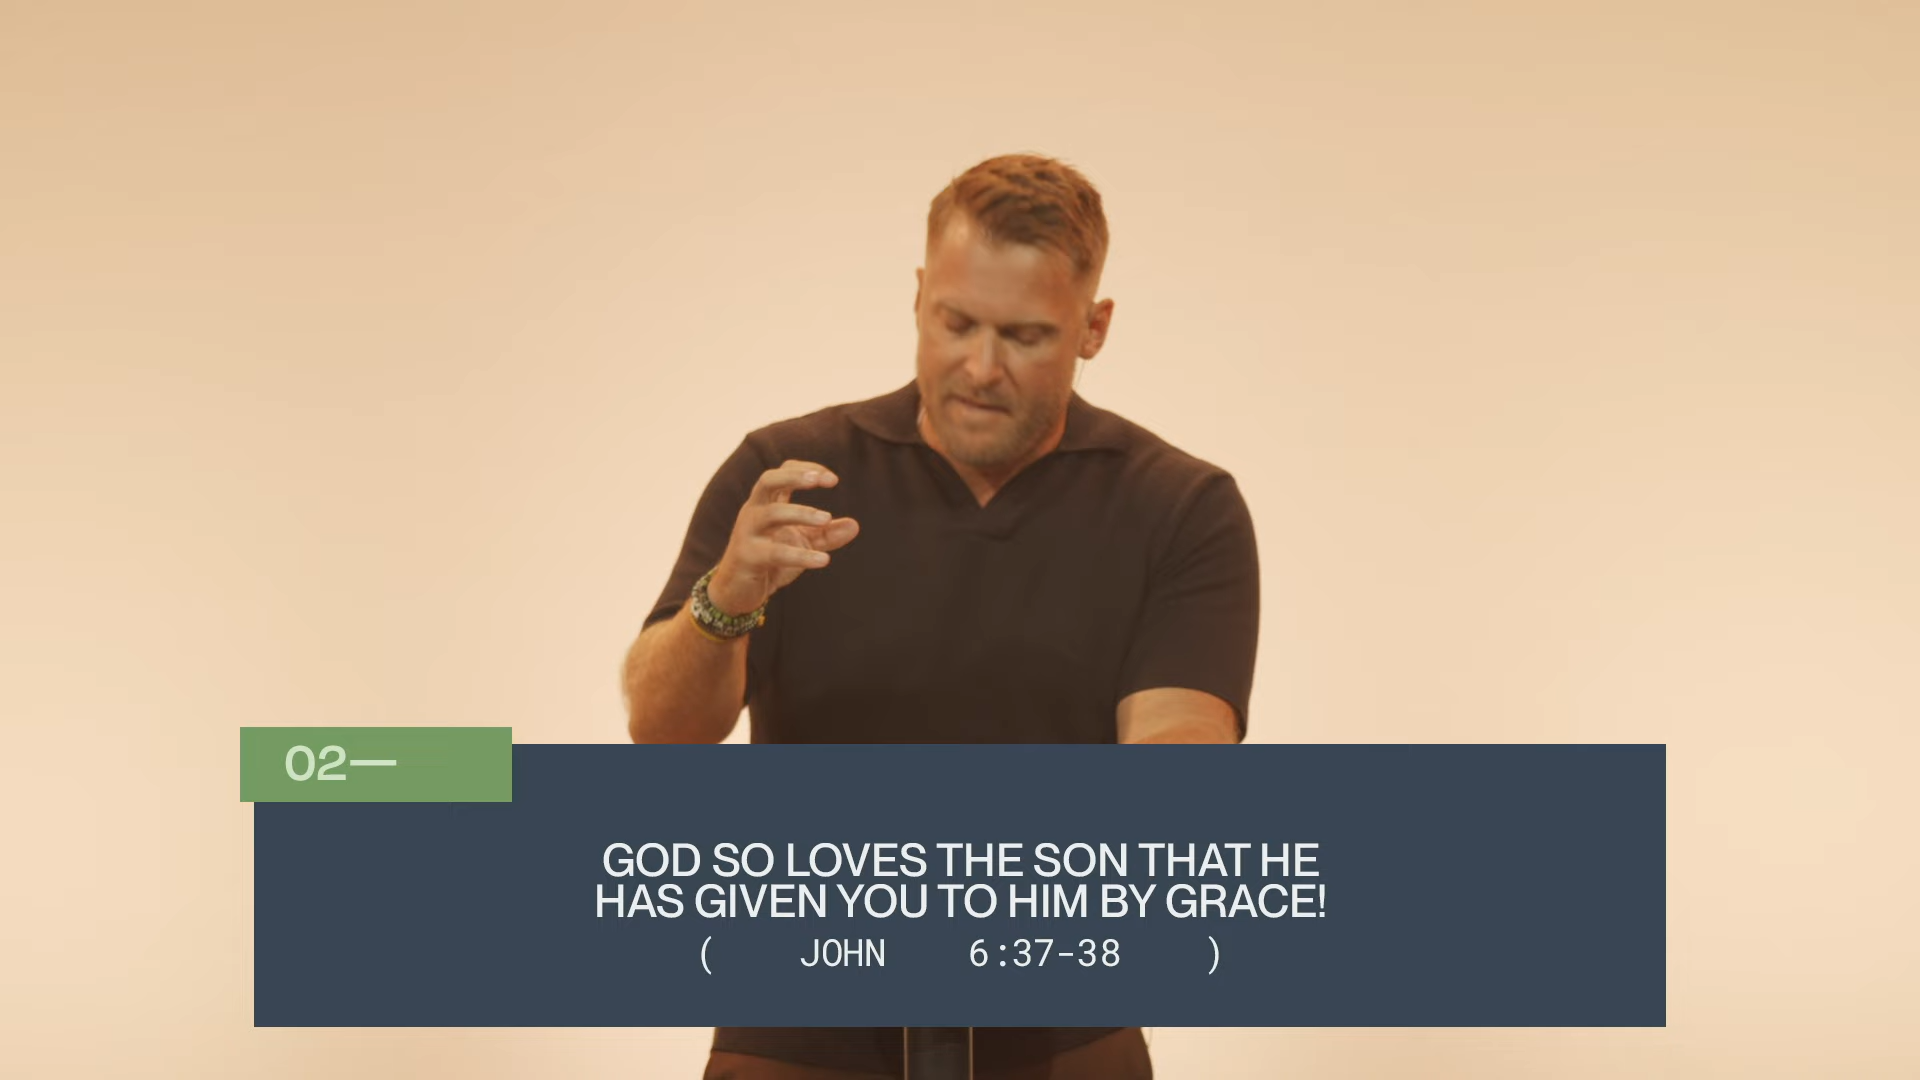 02—
GOD SO LOVES THE SON THAT HE
HAS GIVEN YOU TO HIM BY GRACE!
( JOHN 6:37-38 )